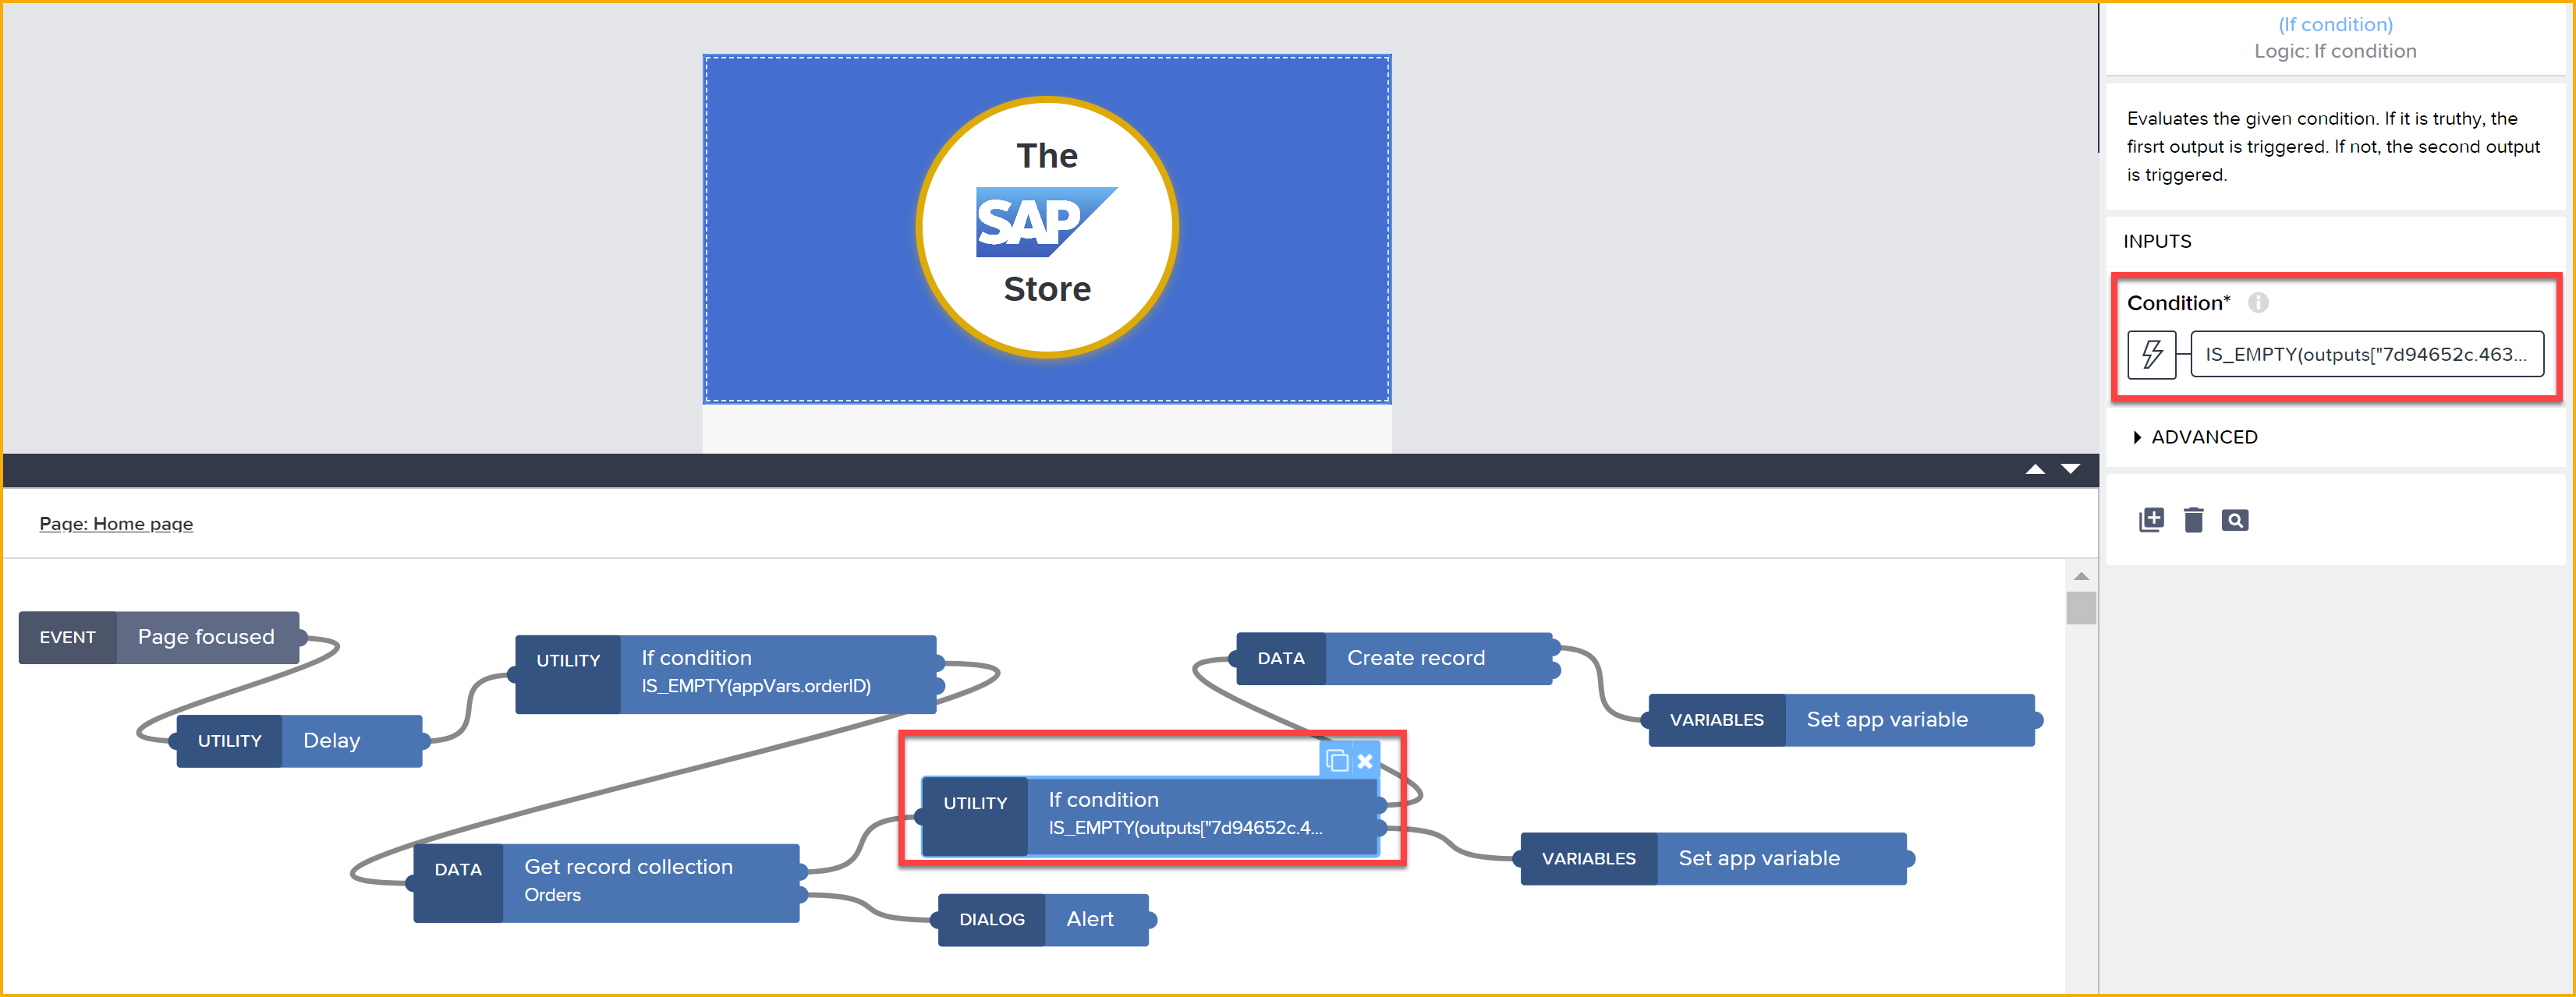 The
SAP
Store
(If condition)
Logic: If condition
Evaluates the given condition. If it is truthy, the
firsrt output is triggered. If not, the second output
is triggered.
INPUTS
Condition*
IS_EMPTY(outputs["7d94652c.463...
ADVANCED
Page: Home page
EVENT Page focused
UTILITY Delay
UTILITY If condition
IS_EMPTY(appVars.orderID)
DATA Get record collection
Orders
UTILITY If condition
IS_EMPTY(outputs["7d94652c.4...
DIALOG Alert
DATA Create record
VARIABLES Set app variable
VARIABLES Set app variable